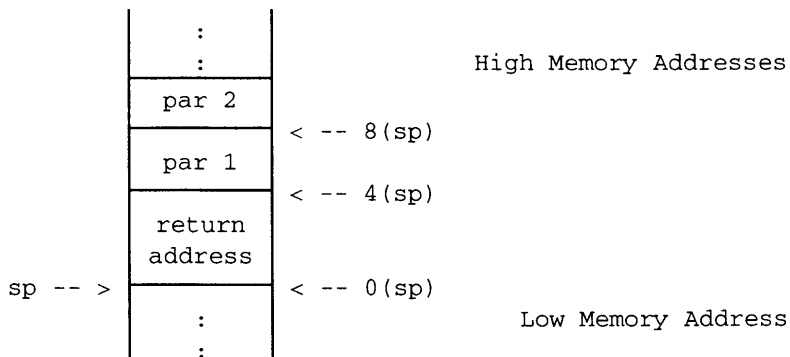 :
: High Memory Addresses
par 2
< -- 8(sp)
par 1
< -- 4(sp)
return
address
sp -- > < -- 0(sp)
: Low Memory Address
: